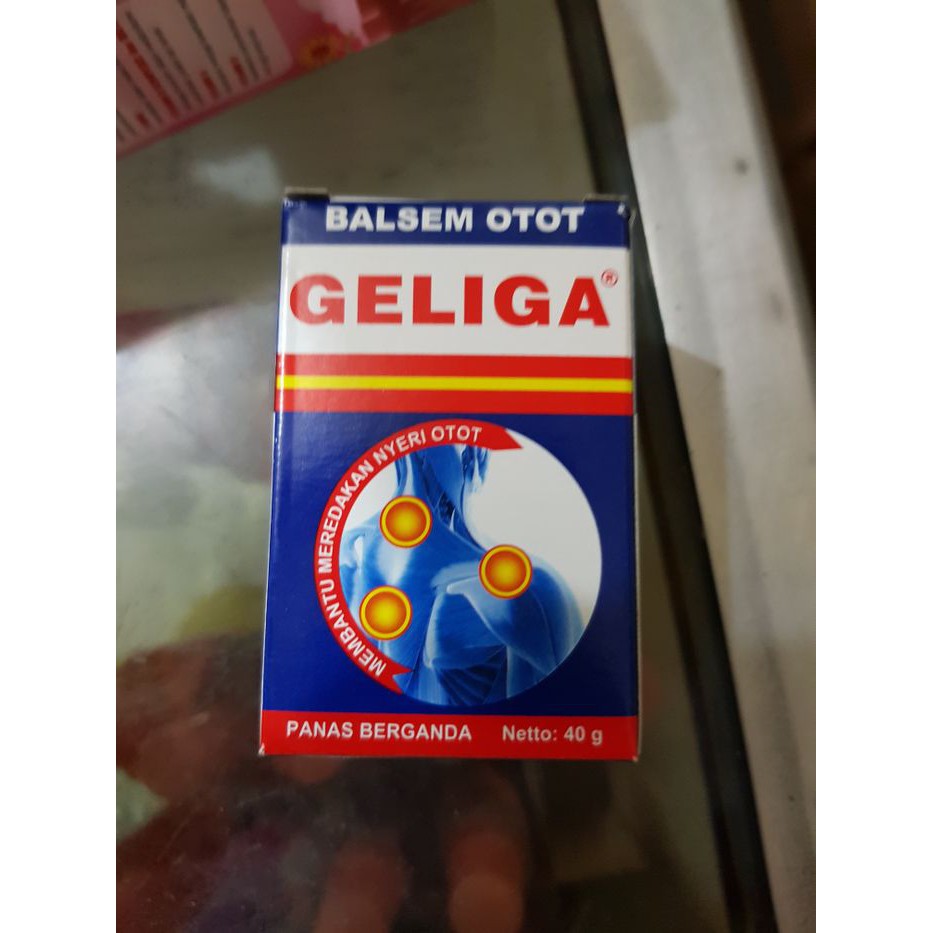 BALSEM OTOT
GELIGA®
MEMBANTU MEREDAKAN NYERI OTOT
PANAS BERGANDA Netto: 40 g